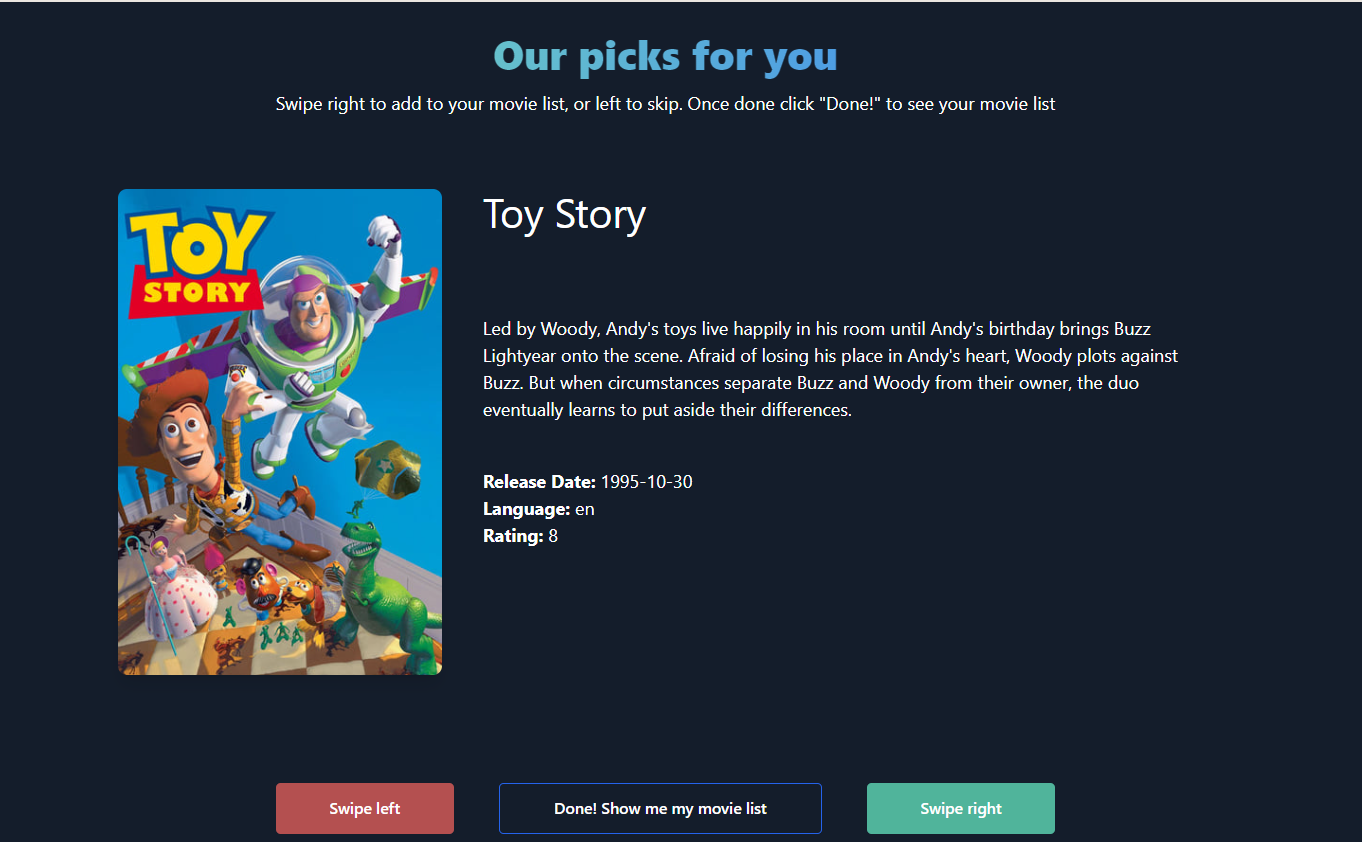 Our picks for you
Swipe right to add to your movie list, or left to skip. Once done click "Done!" to see your movie list
TOY
STORY
Toy Story
Led by Woody, Andy's toys live happily in his room until Andy's birthday brings Buzz
Lightyear onto the scene. Afraid of losing his place in Andy's heart, Woody plots against
Buzz. But when circumstances separate Buzz and Woody from their owner, the duo
eventually learns to put aside their differences.
Release Date: 1995-10-30
Language: en
Rating: 8
Swipe left
Done! Show me my movie list
Swipe right